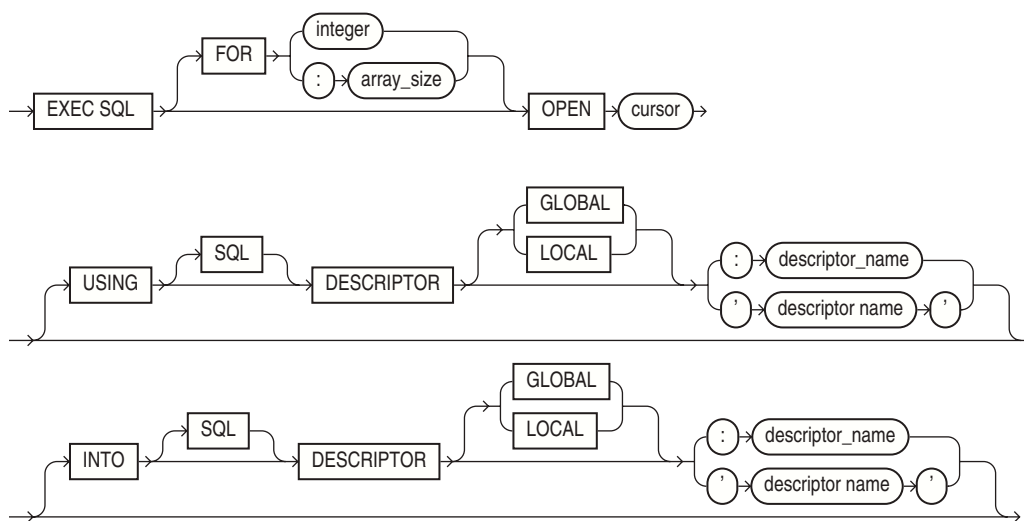 integer
FOR
: array_size
EXEC SQL OPEN cursor
GLOBAL
SQL LOCAL : descriptor_name
USING DESCRIPTOR ' descriptor name '
GLOBAL
SQL LOCAL : descriptor_name
INTO DESCRIPTOR ' descriptor name '